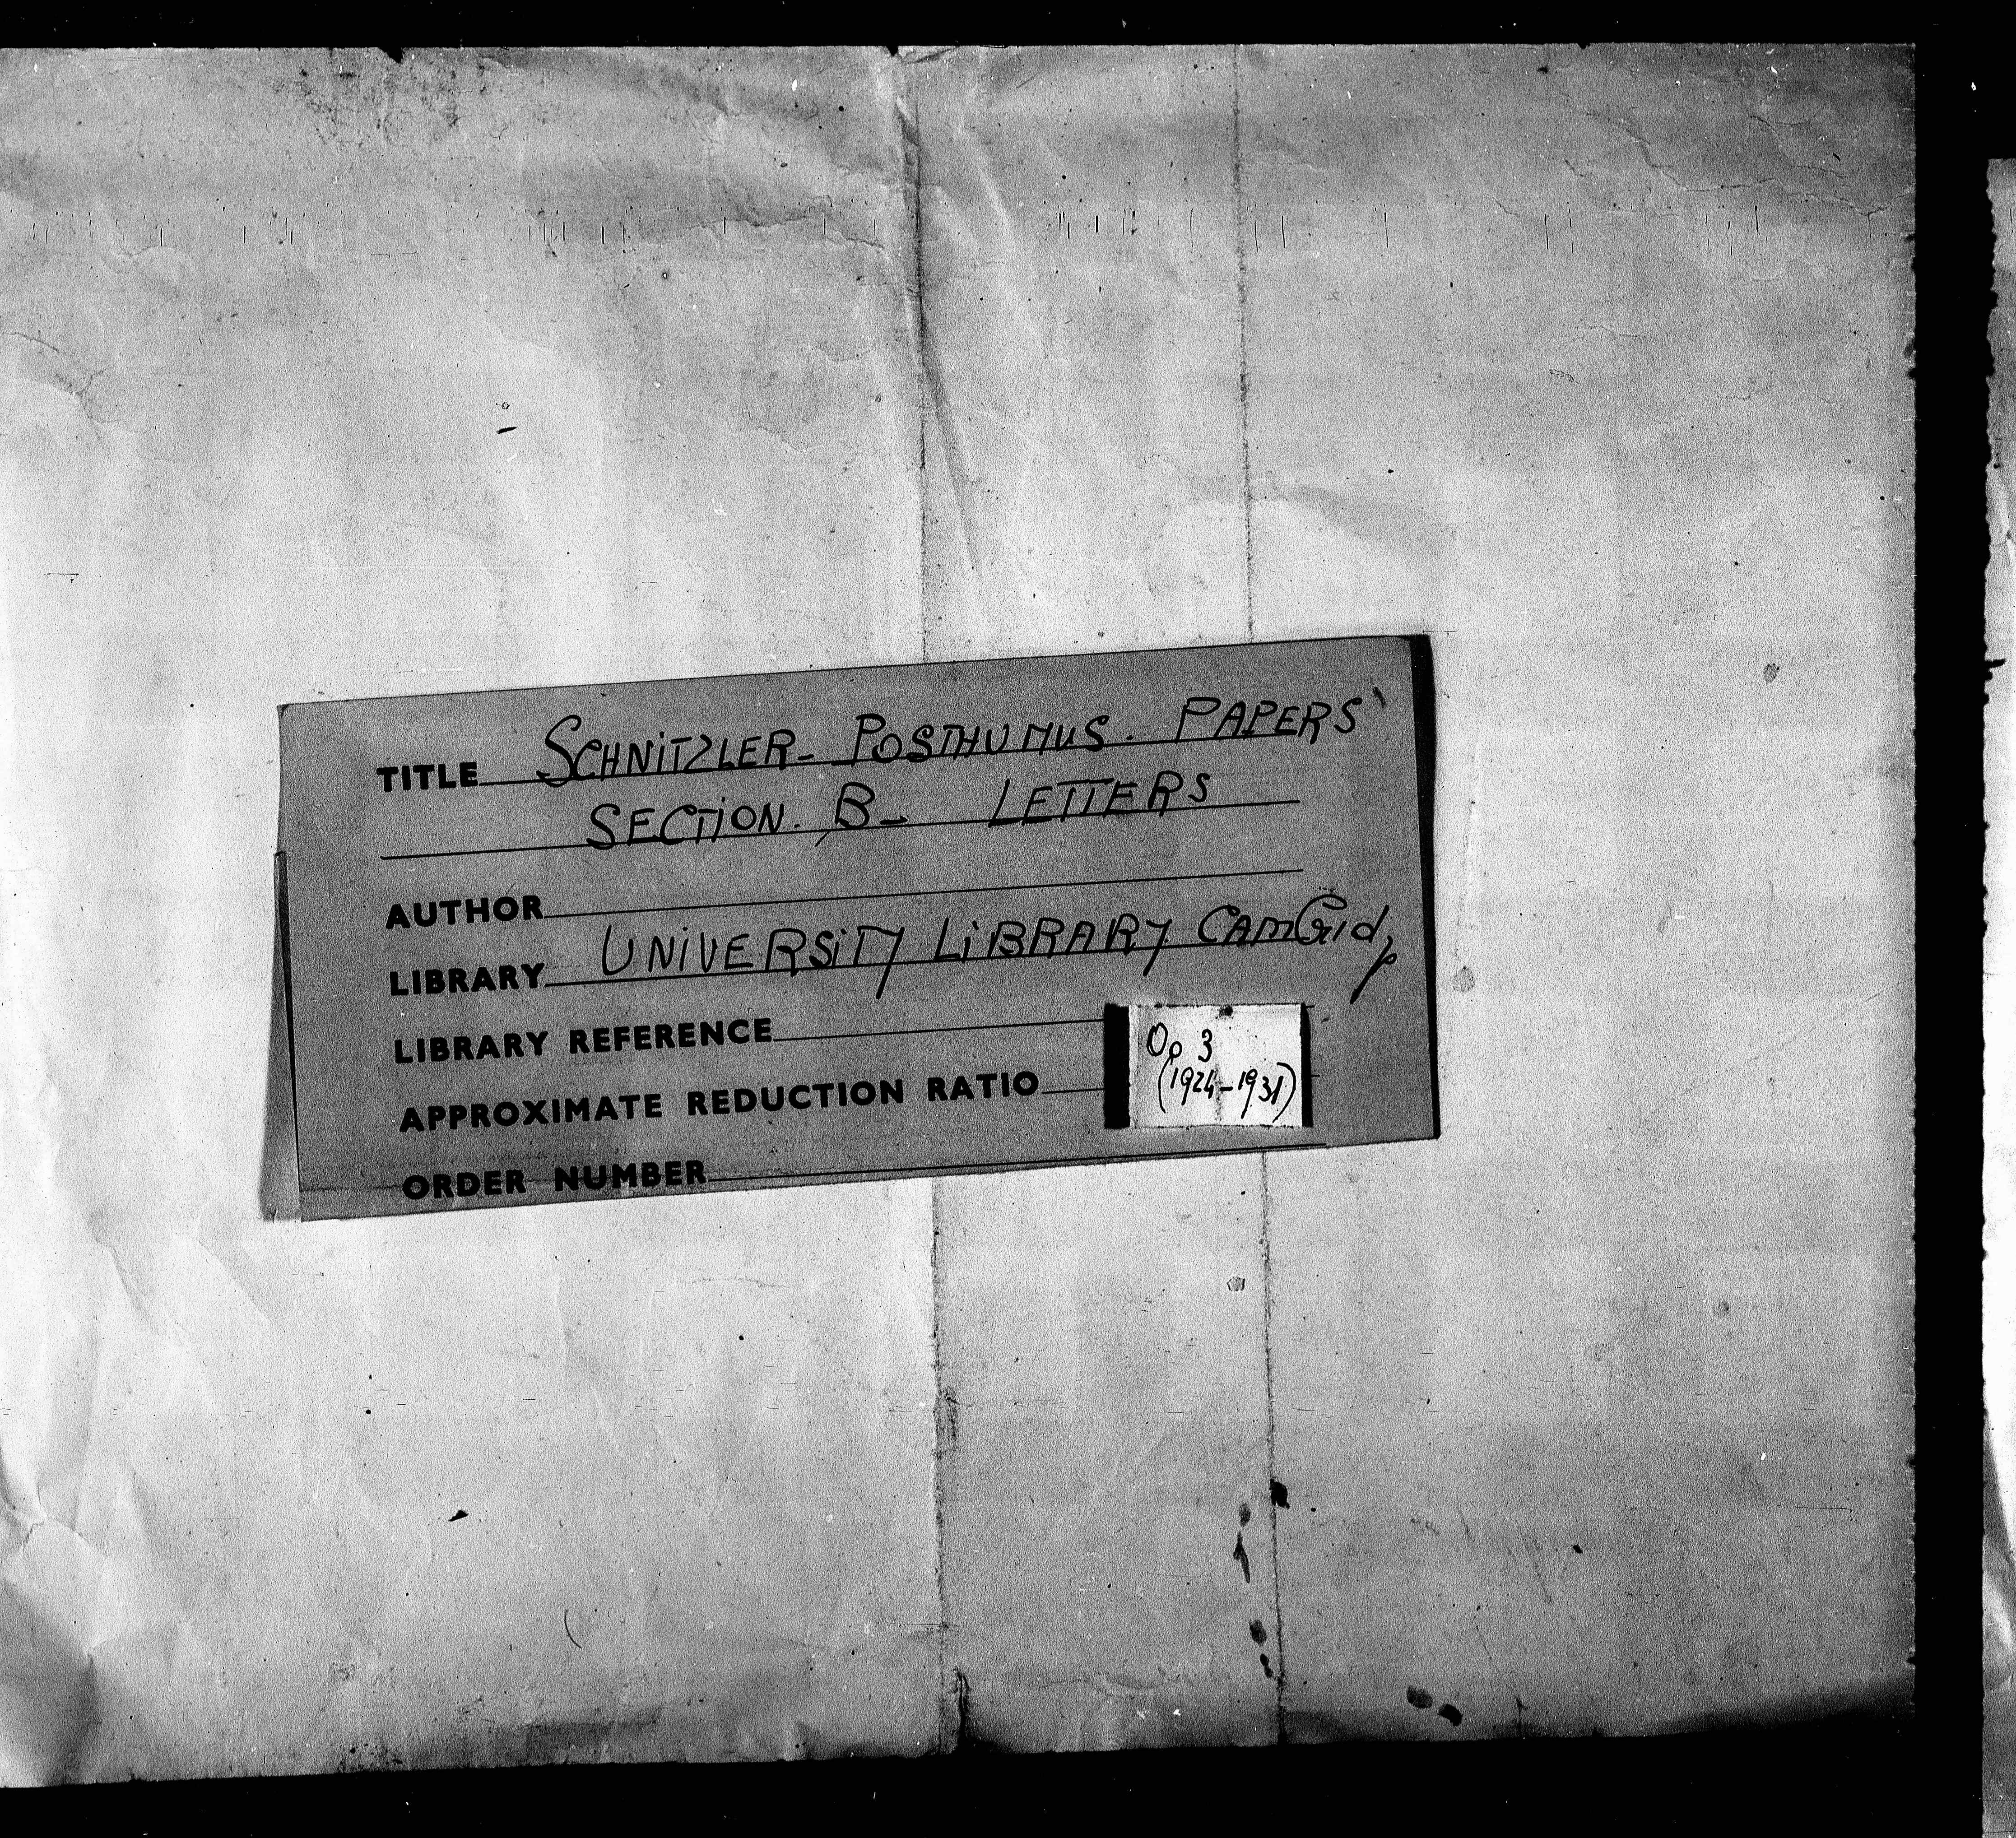 TITLE SCHNITZLER - POSTHUMUS. PAPERS
SECTION. B - LETTERS
AUTHOR
LIBRARY UNIVERSITY LIBRARY
LIBRARY REFERENCE
Op 3
APPROXIMATE REDUCTION RATIO (1924-1931)
ORDER NUMBER